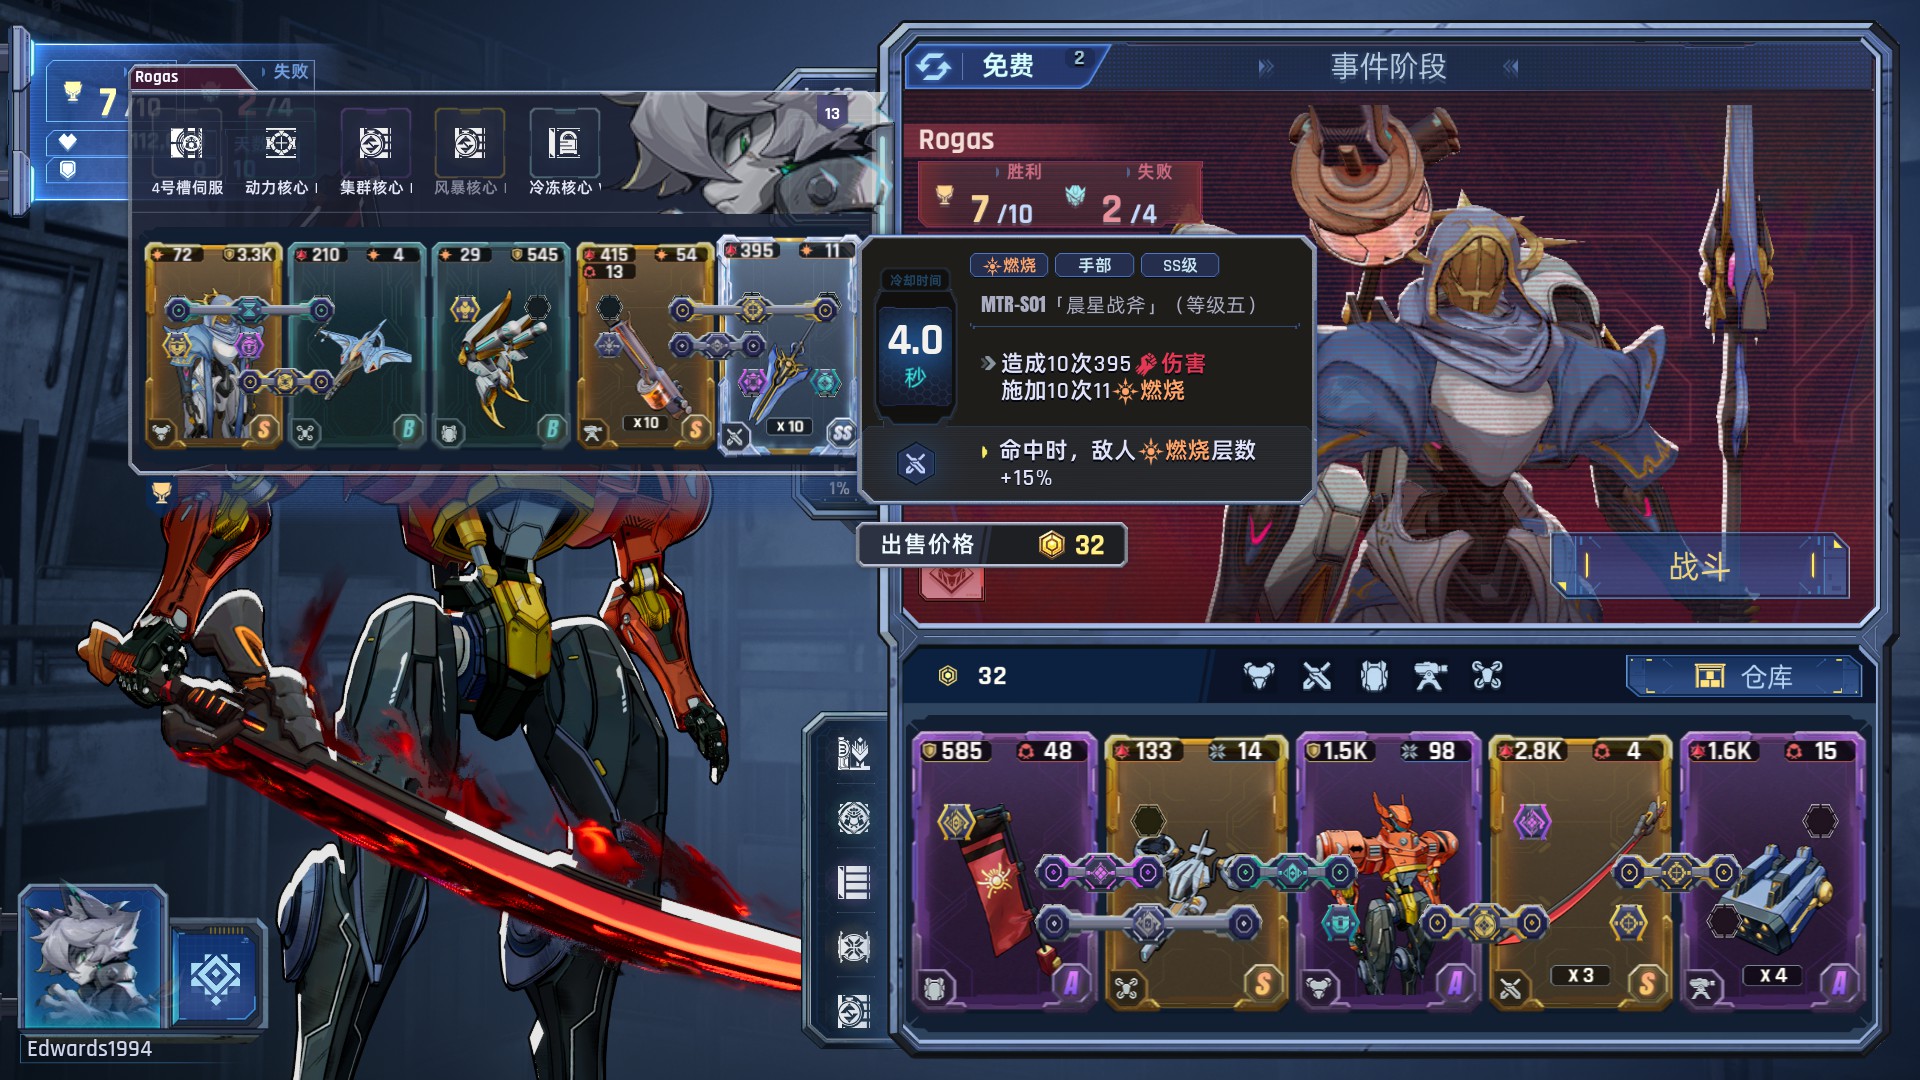 失败
7/10
2/4
Rogas
13
4号槽伺服
动力核心 I
集群核心 I
风暴核心 I
冷冻核心
72
3.3K
S
210
4
B
29
545
B
415
54
13
x10
S
395
11
x10
SS
1%
冷却时间
4.0
秒
燃烧
手部
SS级
MTR-S01「晨星战斧」（等级五）
造成10次395伤害
施加10次11燃烧
命中时，敌人燃烧层数
+15%
出售价格
32
免费
2
事件阶段
Rogas
胜利
失败
7/10
2/4
战斗
32
仓库
585
48
A
133
14
S
1.5K
98
A
2.8K
4
x3
S
1.6K
15
x4
A
Edwards1994